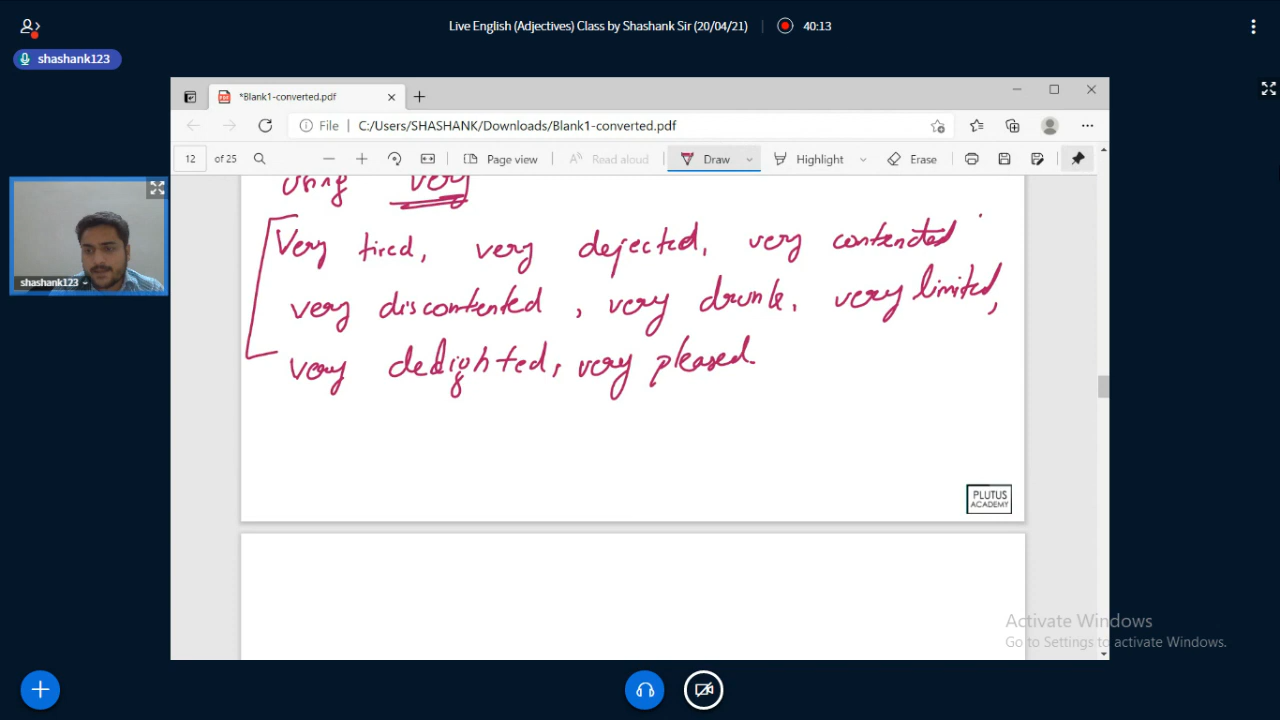 Live English (Adjectives) Class by Shashank Sir (20/04/21) 40:13
shashank123
*Blank1-converted.pdf
File C:/Users/SHASHANK/Downloads/Blank1-converted.pdf
12 of 25 Page view Read aloud Draw Highlight Erase
using very
Very tired, very dejected, very contented
very discontented, very drunk, very limited,
very delighted, very pleased.
shashank123
PLUTUS
ACADEMY
Activate Windows
Go to Settings to activate Windows.